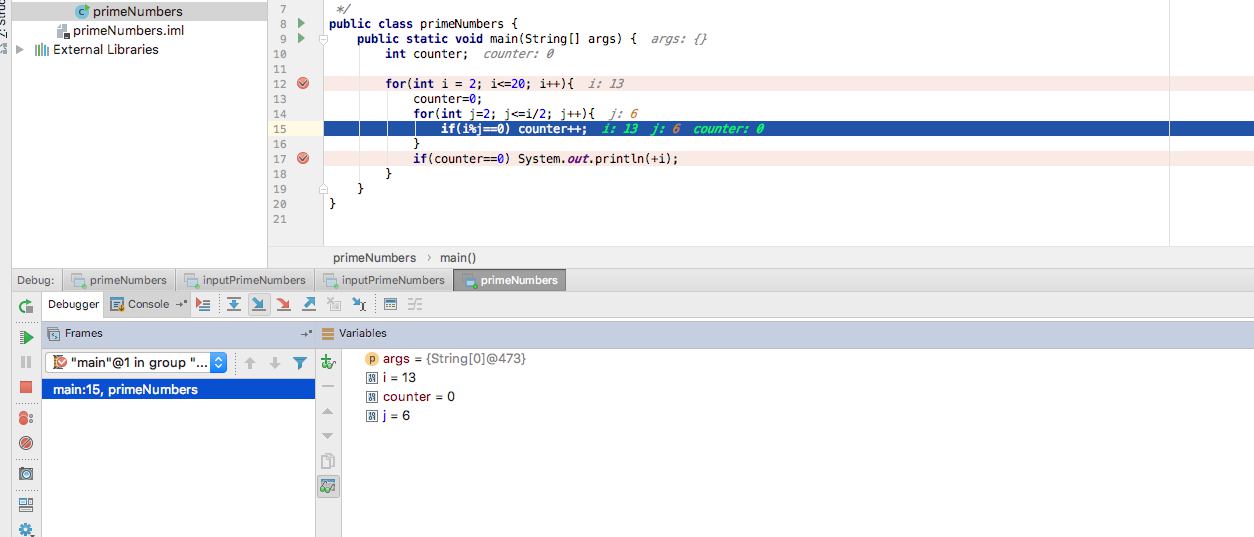 Z: Struc
primeNumbers
primeNumbers.iml
External Libraries
7 */
8 public class primeNumbers {
9 public static void main(String[] args) { args: {}
10 int counter; counter: 0
11
12 for(int i = 2; i<=20; i++){ i: 13
13 counter=0;
14 for(int j=2; j<=i/2; j++){ j: 6
15 if(i%j==0) counter++; i: 13 j: 6 counter: 0
16 }
17 if(counter==0) System.out.println(+i);
18 }
19 }
20 }
21
primeNumbers › main()
Debug: primeNumbers inputPrimeNumbers inputPrimeNumbers primeNumbers
Debugger Console
Frames Variables
"main"@1 in group "...
main:15, primeNumbers
args = {String[0]@473}
i = 13
counter = 0
j = 6